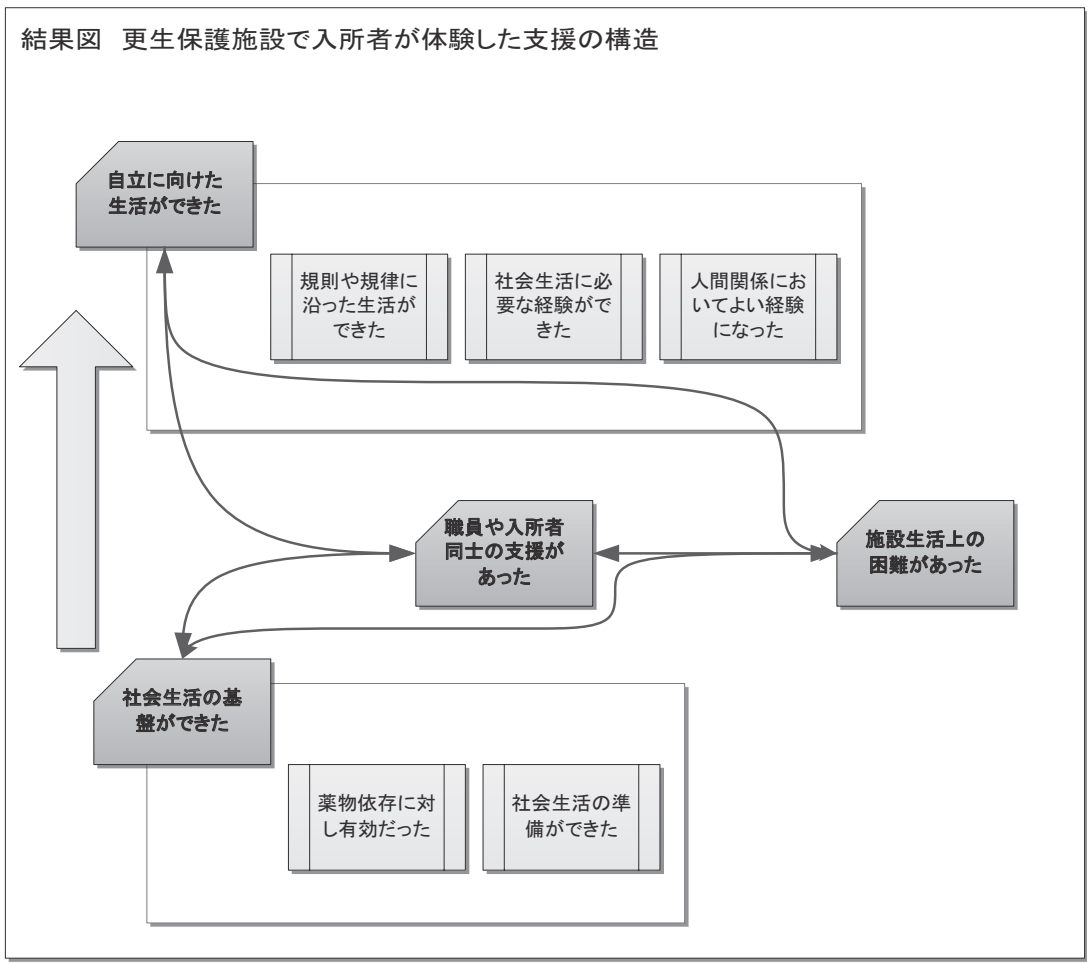 結果図 更生保護施設で入所者が体験した支援の構造
自立に向けた
生活ができた
規則や規律に
沿った生活が
できた
社会生活に必
要な経験がで
きた
人間関係にお
いてよい経験
になった
職員や入所者
同士の支援が
あった
施設生活上の
困難があった
社会生活の基
盤ができた
薬物依存に対
し有効だった
社会生活の準
備ができた